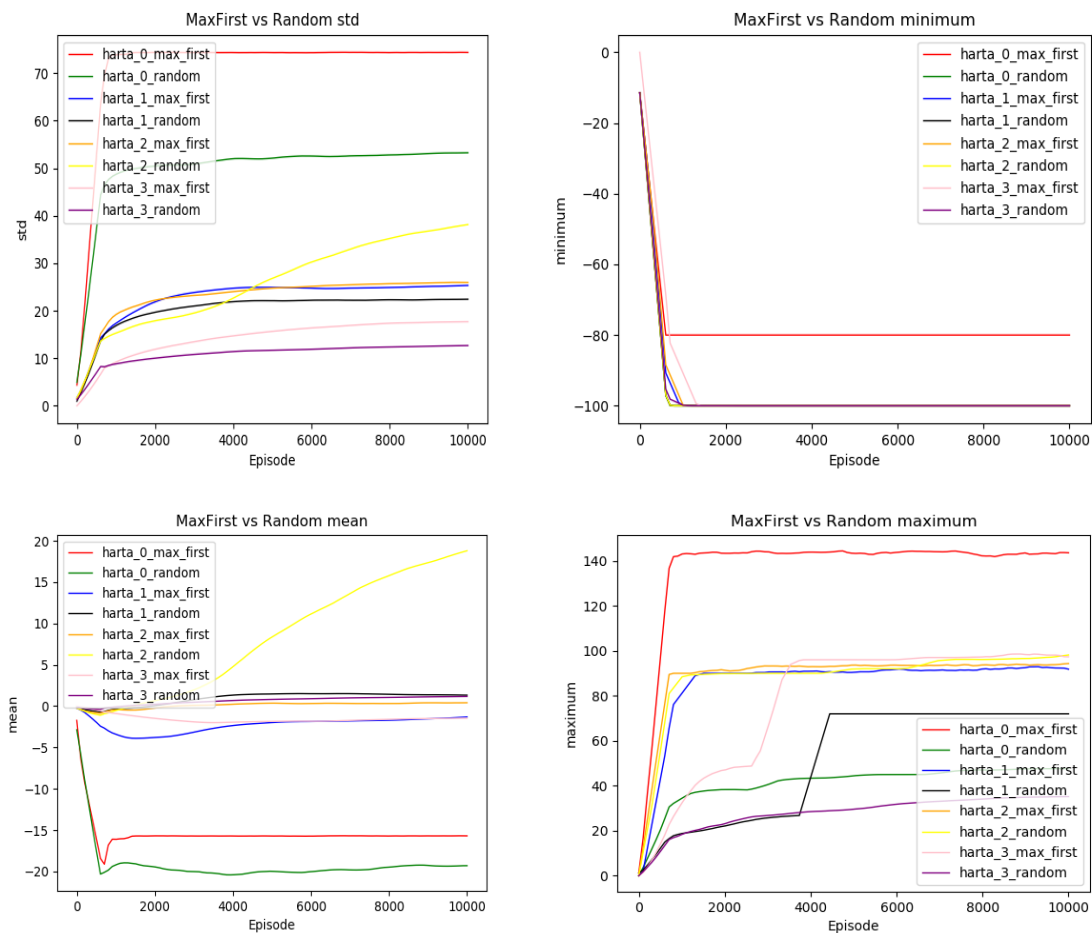 MaxFirst vs Random std
harta_0_max_first
harta_0_random
harta_1_max_first
harta_1_random
harta_2_max_first
harta_2_random
harta_3_max_first
harta_3_random
70
60
50
40
30
20
10
0
std
0 2000 4000 6000 8000 10000
Episode
MaxFirst vs Random minimum
harta_0_max_first
harta_0_random
harta_1_max_first
harta_1_random
harta_2_max_first
harta_2_random
harta_3_max_first
harta_3_random
0
−20
−40
−60
−80
−100
minimum
0 2000 4000 6000 8000 10000
Episode
MaxFirst vs Random mean
harta_0_max_first
harta_0_random
harta_1_max_first
harta_1_random
harta_2_max_first
harta_2_random
harta_3_max_first
harta_3_random
20
15
10
5
0
−5
−10
−15
−20
mean
0 2000 4000 6000 8000 10000
Episode
MaxFirst vs Random maximum
140
120
100
80
60
40
20
0
maximum
harta_0_max_first
harta_0_random
harta_1_max_first
harta_1_random
harta_2_max_first
harta_2_random
harta_3_max_first
harta_3_random
0 2000 4000 6000 8000 10000
Episode